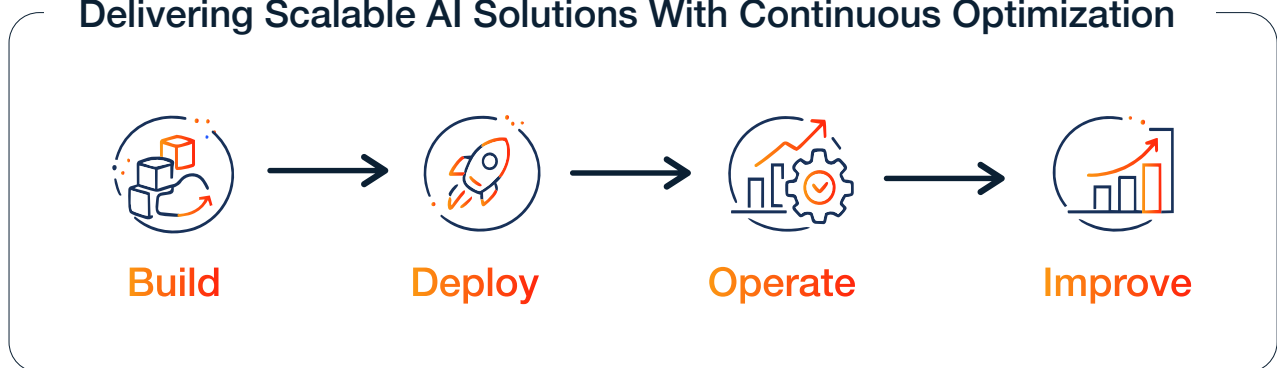 Delivering Scalable AI Solutions With Continuous Optimization
Build
Deploy
Operate
Improve